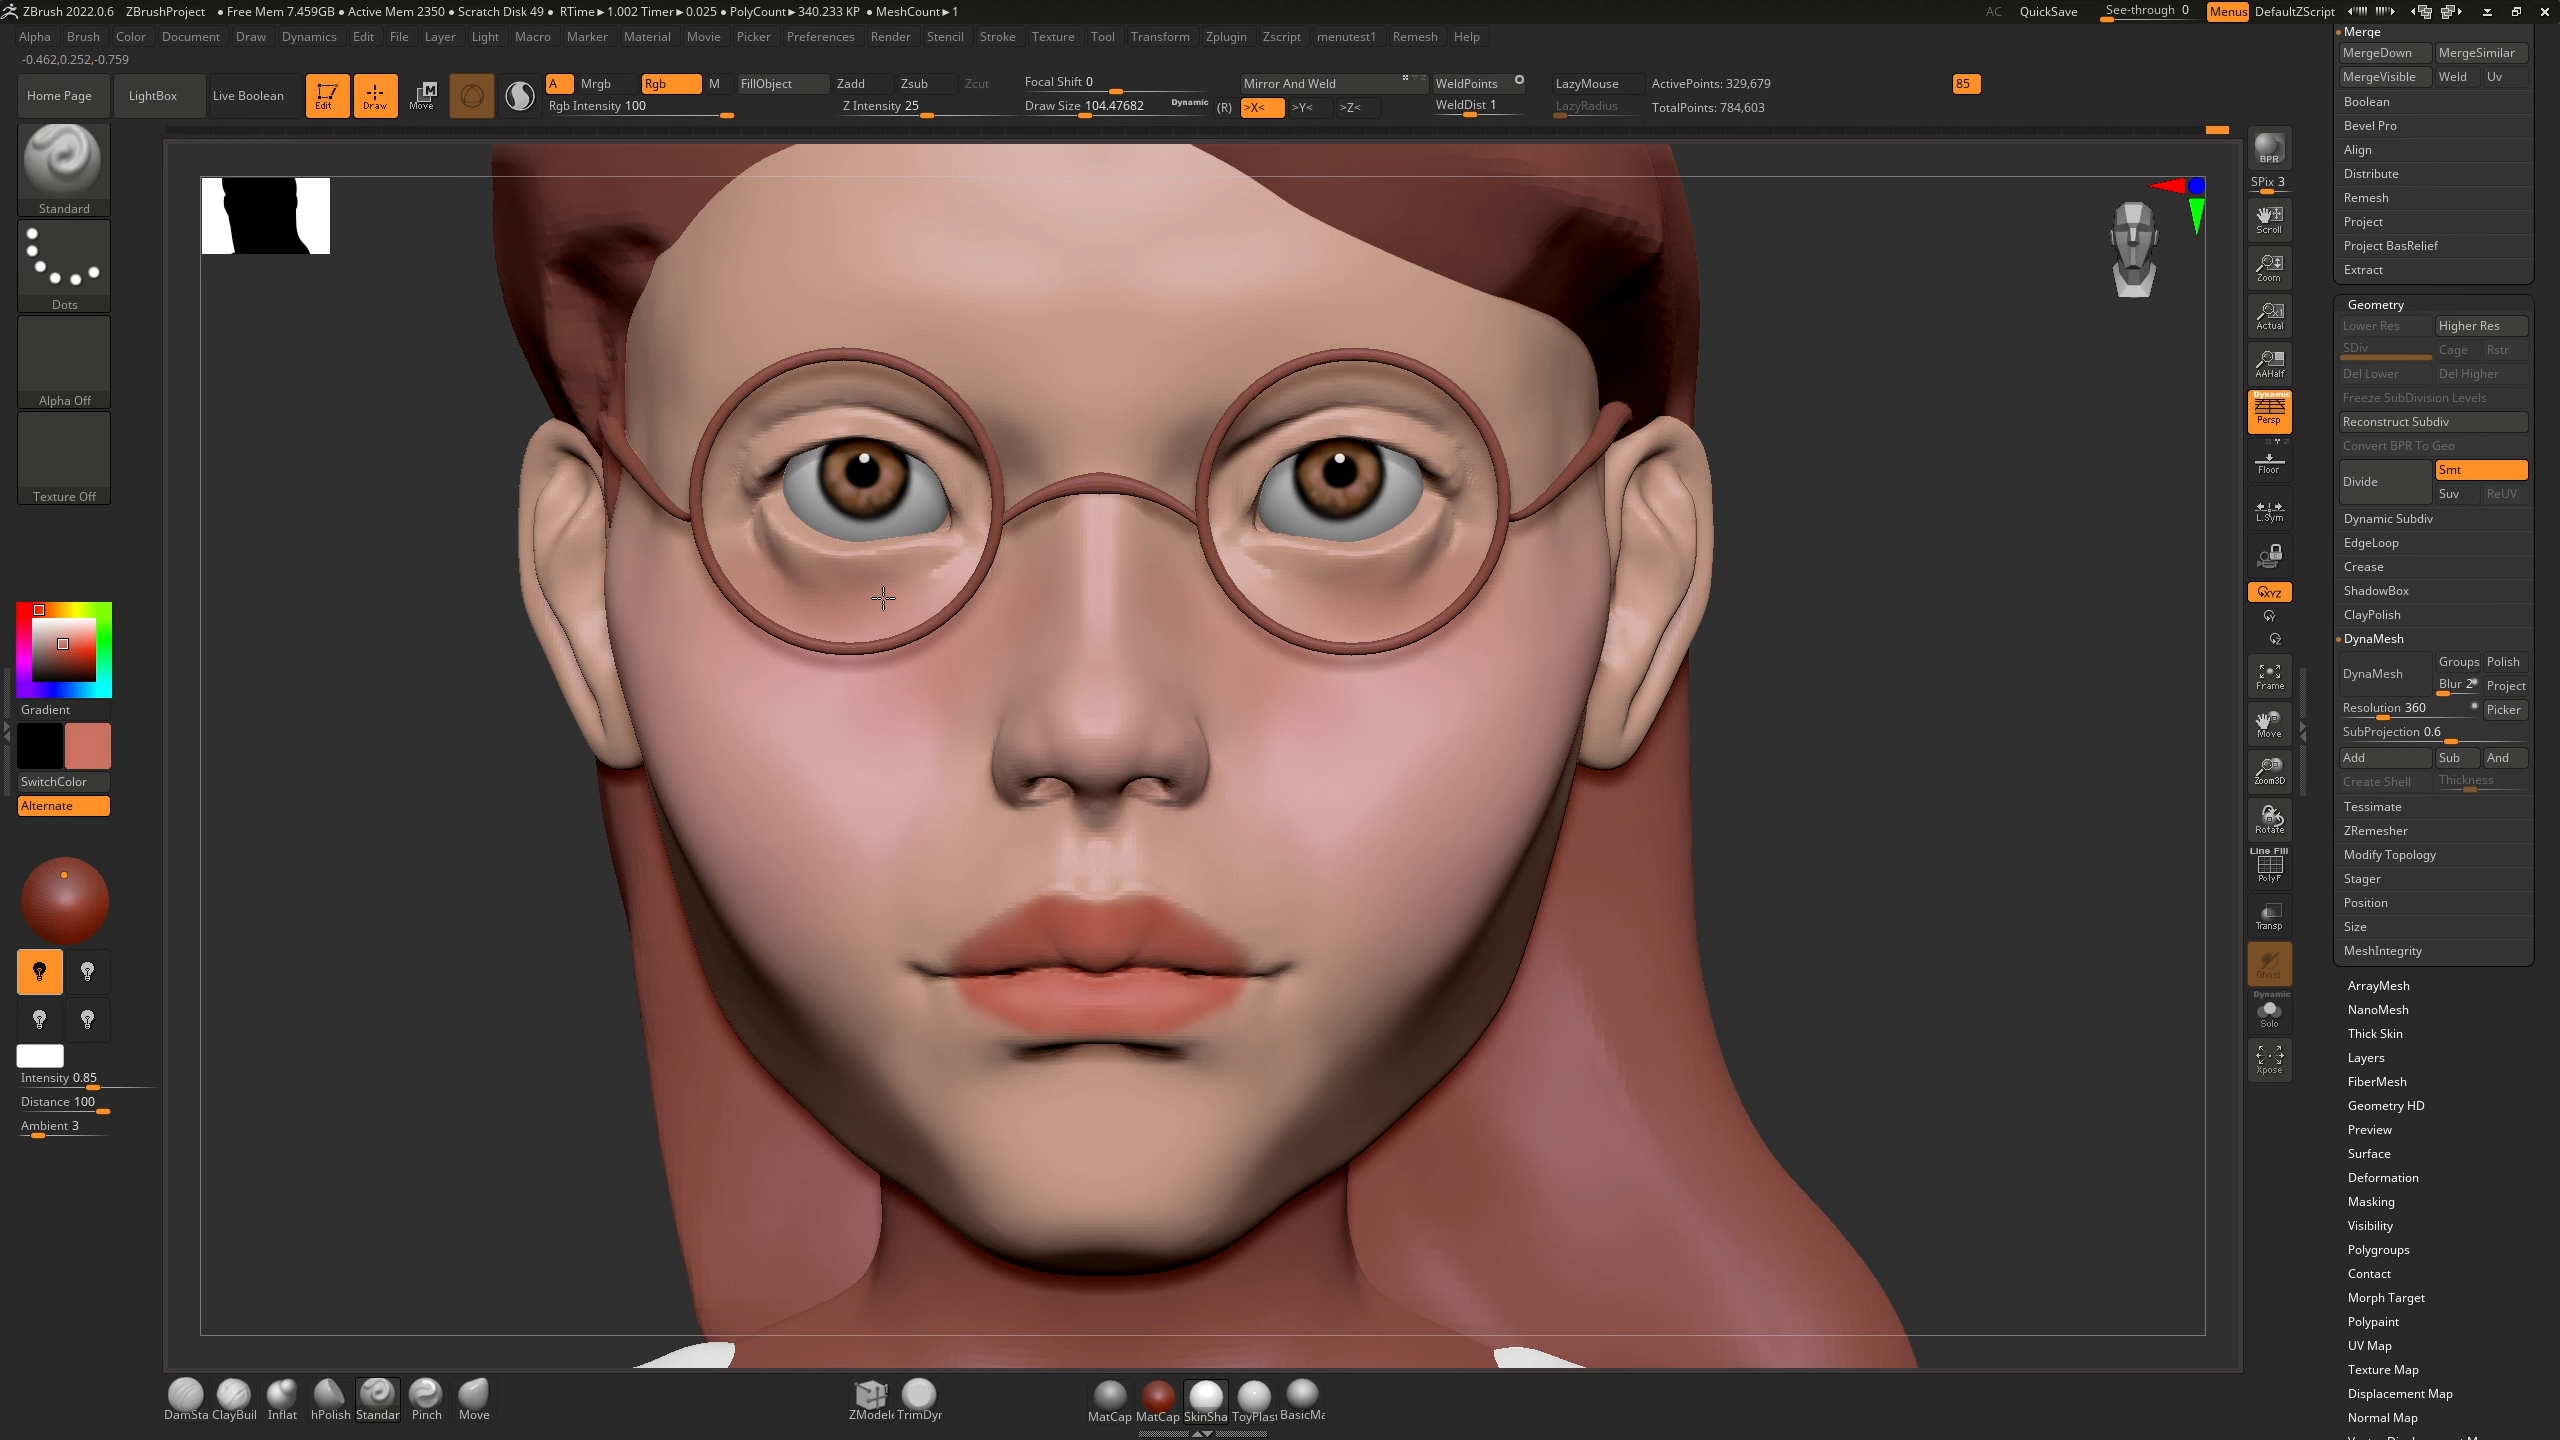 ZBrush 2022.0.6 ZBrushProject • Free Mem 7.459GB • Active Mem 2350 • Scratch Disk 49 • RTime►1.002 Timer►0.025 • PolyCount►340.233 KP • MeshCount►1 AC QuickSave See-through 0 Menus DefaultZScript
Alpha Brush Color Document Draw Dynamics Edit File Layer Light Macro Marker Material Movie Picker Preferences Render Stencil Stroke Texture Tool Transform Zplugin Zscript menutest1 Remesh Help
-0.462,0.252,-0.759
Home Page LightBox Live Boolean Edit Draw Move
A Mrgb Rgb M FillObject Zadd Zsub Zcut Focal Shift 0 Mirror And Weld WeldPoints LazyMouse ActivePoints: 329,679 85
Rgb Intensity 100 Z Intensity 25 Draw Size 104.47682 Dynamic (R) >X< >Y< >Z< WeldDist 1 LazyRadius TotalPoints: 784,603
Standard
Dots
Alpha Off
Texture Off
Gradient
SwitchColor
Alternate
Intensity 0.85
Distance 100
Ambient 3
BPR
SPix 3
Scroll
Zoom
Actual
AAHalf
Dynamic
Persp
Floor
L.Sym
XYZ
Y
Z
Frame
Move
Zoom3D
Rotate
Line Fill
PolyF
Transp
Ghost
Dynamic
Solo
Xpose
Merge
MergeDown MergeSimilar
MergeVisible Weld Uv
Boolean
Bevel Pro
Align
Distribute
Remesh
Project
Project BasRelief
Extract
Geometry
Lower Res Higher Res
SDiv Cage Rstr
Del Lower Del Higher
Freeze SubDivision Levels
Reconstruct Subdiv
Convert BPR To Geo
Divide Smt
Suv ReUV
Dynamic Subdiv
EdgeLoop
Crease
ShadowBox
ClayPolish
DynaMesh
DynaMesh Groups Polish
Blur 2 Project
Resolution 360 Picker
SubProjection 0.6
Add Sub And
Create Shell Thickness
Tessimate
ZRemesher
Modify Topology
Stager
Position
Size
MeshIntegrity
ArrayMesh
NanoMesh
Thick Skin
Layers
FiberMesh
Geometry HD
Preview
Surface
Deformation
Masking
Visibility
Polygroups
Contact
Morph Target
Polypaint
UV Map
Texture Map
Displacement Map
Normal Map
DamSta ClayBuil Inflat hPolish Standar Pinch Move ZModele TrimDyn MatCap MatCap SkinSha ToyPlast BasicMa